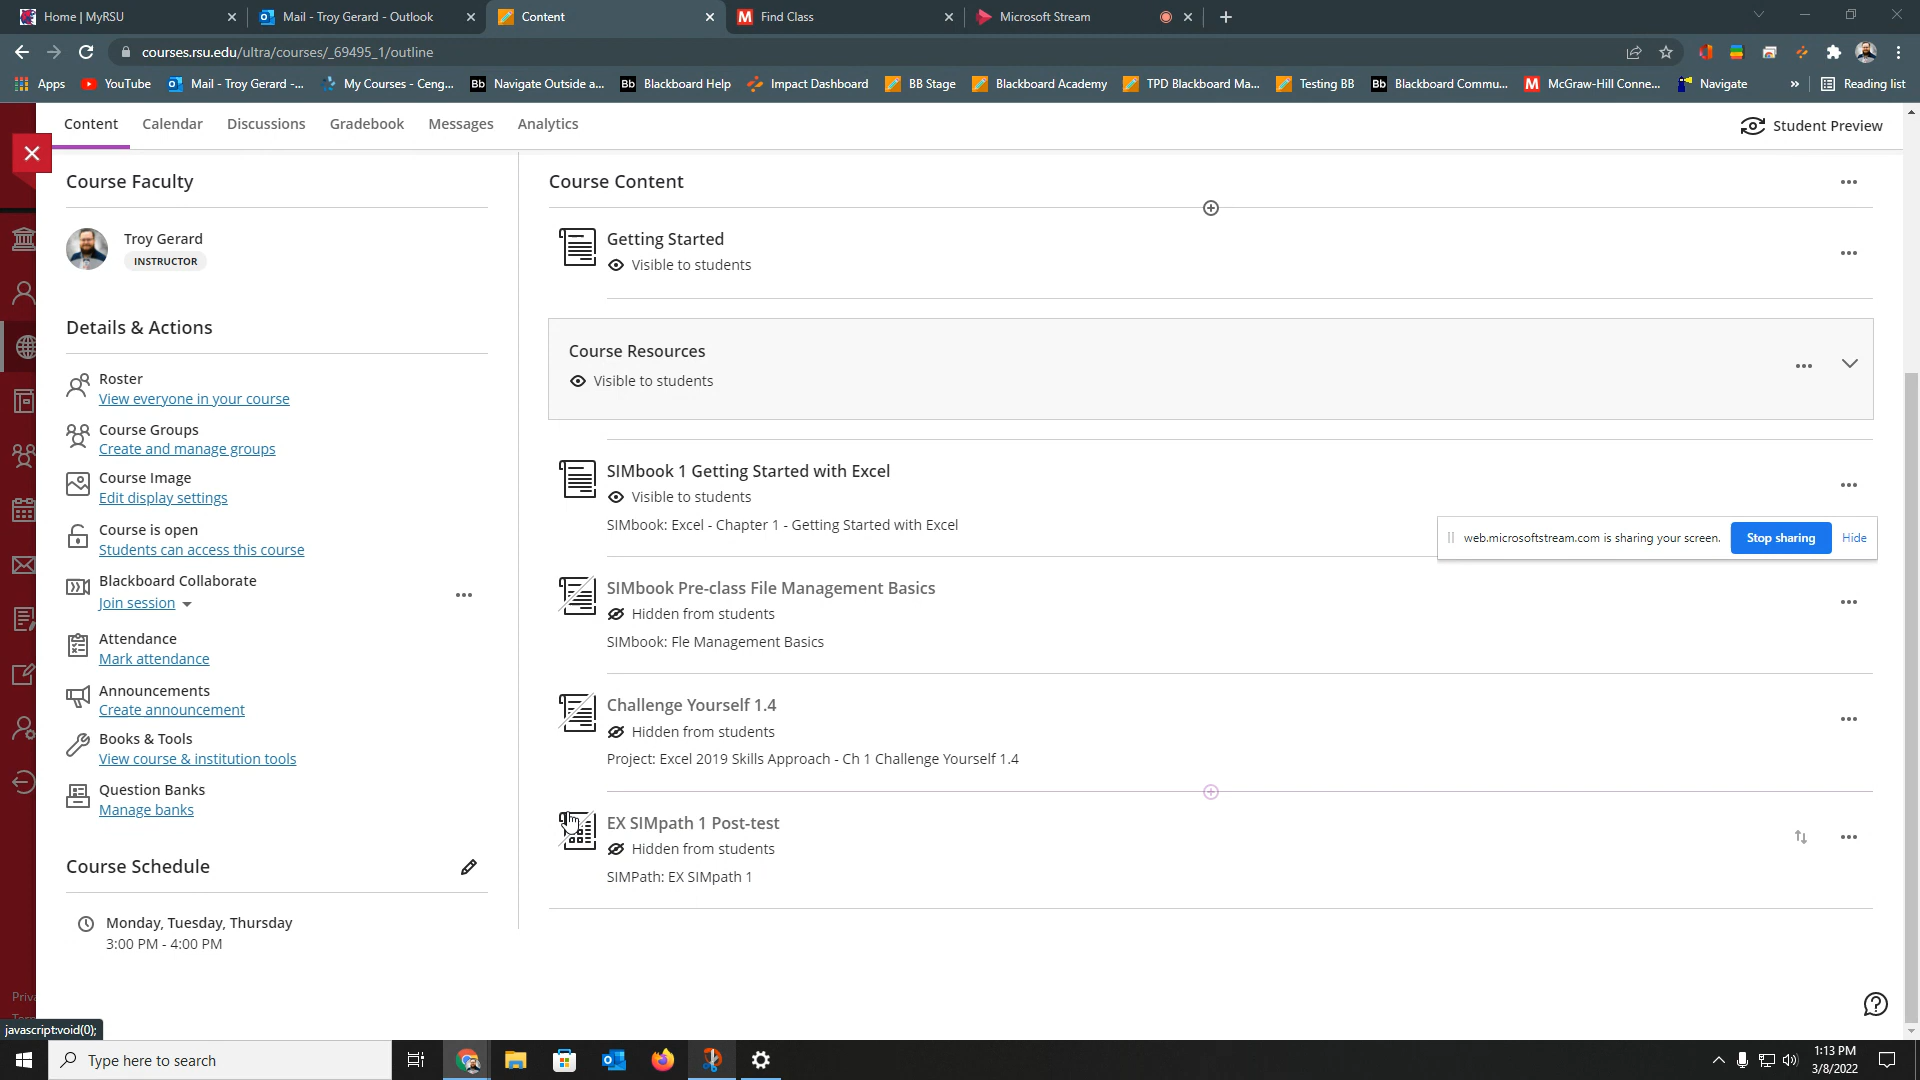 Home | MyRSU
Mail - Troy Gerard - Outlook
Content
Find Class
Microsoft Stream
courses.rsu.edu/ultra/courses/_69495_1/outline
Apps
YouTube
Mail - Troy Gerard -...
My Courses - Ceng...
Bb Navigate Outside a...
Bb Blackboard Help
Impact Dashboard
BB Stage
Blackboard Academy
TPD Blackboard Ma...
Testing BB
Bb Blackboard Commu...
M McGraw-Hill Conne...
Navigate
»
Reading list
Content
Calendar
Discussions
Gradebook
Messages
Analytics
Student Preview
Course Faculty
Troy Gerard
INSTRUCTOR
Details & Actions
Roster
View everyone in your course
Course Groups
Create and manage groups
Course Image
Edit display settings
Course is open
Students can access this course
Blackboard Collaborate
Join session
Attendance
Mark attendance
Announcements
Create announcement
Books & Tools
View course & institution tools
Question Banks
Manage banks
Course Schedule
Monday, Tuesday, Thursday
3:00 PM - 4:00 PM
Course Content
Getting Started
Visible to students
Course Resources
Visible to students
SIMbook 1 Getting Started with Excel
Visible to students
SIMbook: Excel - Chapter 1 - Getting Started with Excel
web.microsoftstream.com is sharing your screen.
Stop sharing
Hide
SIMbook Pre-class File Management Basics
Hidden from students
SIMbook: Fle Management Basics
Challenge Yourself 1.4
Hidden from students
Project: Excel 2019 Skills Approach - Ch 1 Challenge Yourself 1.4
EX SIMpath 1 Post-test
Hidden from students
SIMPath: EX SIMpath 1
Priva
javascript:void(0);
Type here to search
1:13 PM
3/8/2022